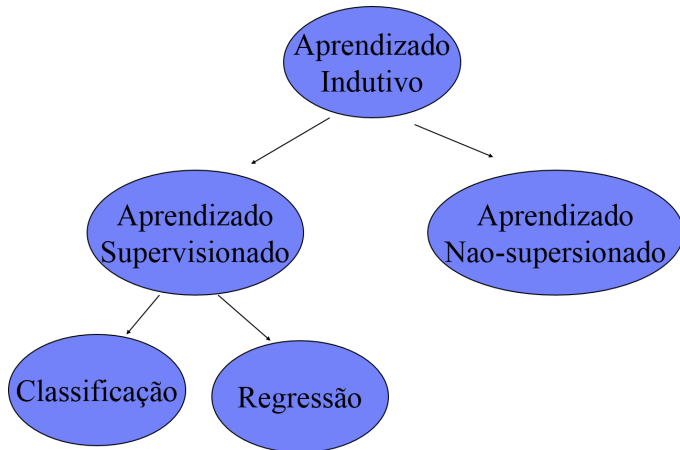 Aprendizado
Indutivo
Aprendizado
Supervisionado
Aprendizado
Nao-supersionado
Classificação
Regressão